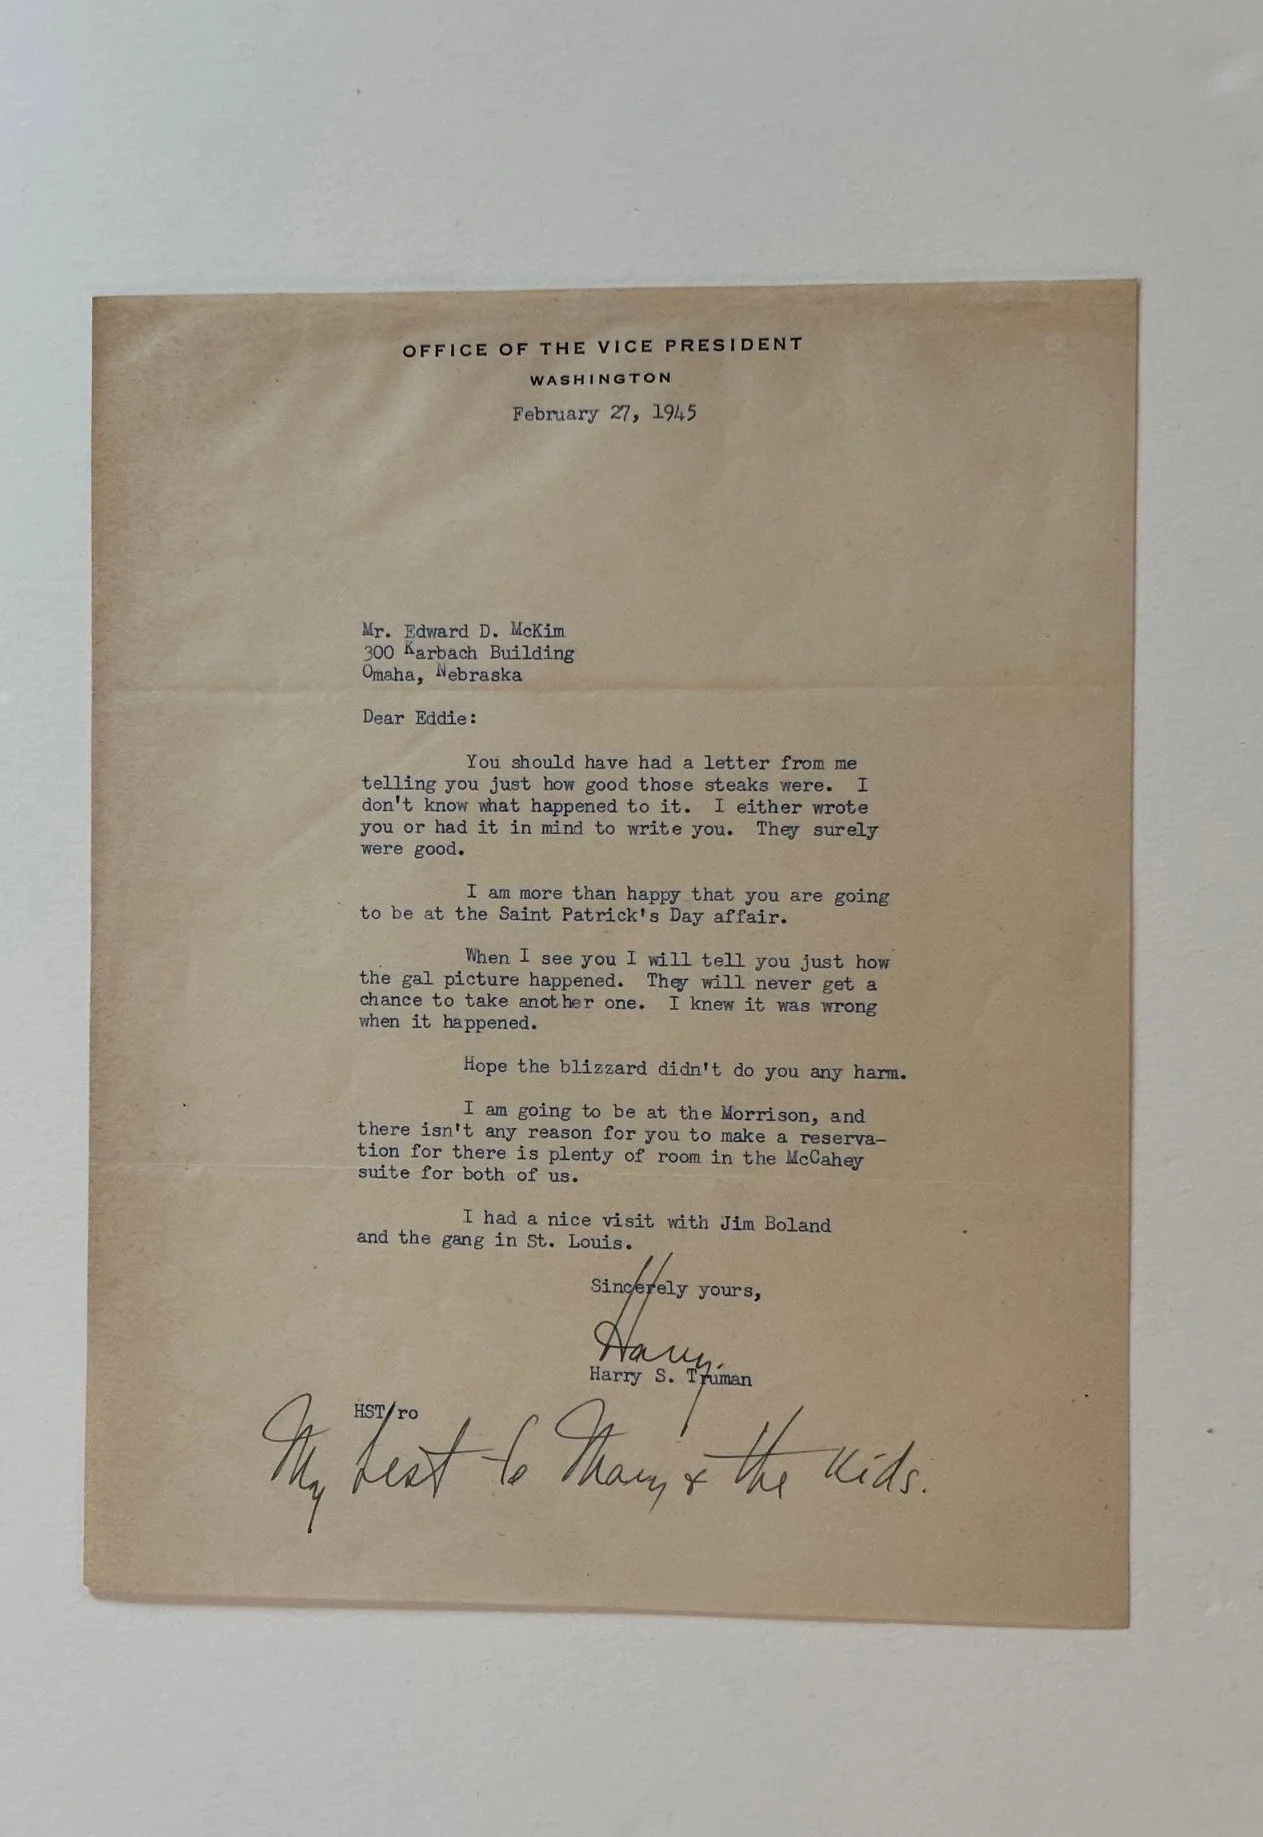 OFFICE OF THE VICE PRESIDENT
WASHINGTON
February 27, 1945
Mr. Edward D. McKim
300 Karbach Building
Omaha, Nebraska
Dear Eddie:
You should have had a letter from me
telling you just how good those steaks were. I
don't know what happened to it. I either wrote
you or had it in mind to write you. They surely
were good.
I am more than happy that you are going
to be at the Saint Patrick's Day affair.
When I see you I will tell you just how
the gal picture happened. They will never get a
chance to take another one. I knew it was wrong
when it happened.
Hope the blizzard didn't do you any harm.
I am going to be at the Morrison, and
there isn't any reason for you to make a reserva-
tion for there is plenty of room in the McCahey
suite for both of us.
I had a nice visit with Jim Boland
and the gang in St. Louis.
Sincerely yours,
Harry
Harry S. Truman
HST/ro
My best to Mary & the Kids.